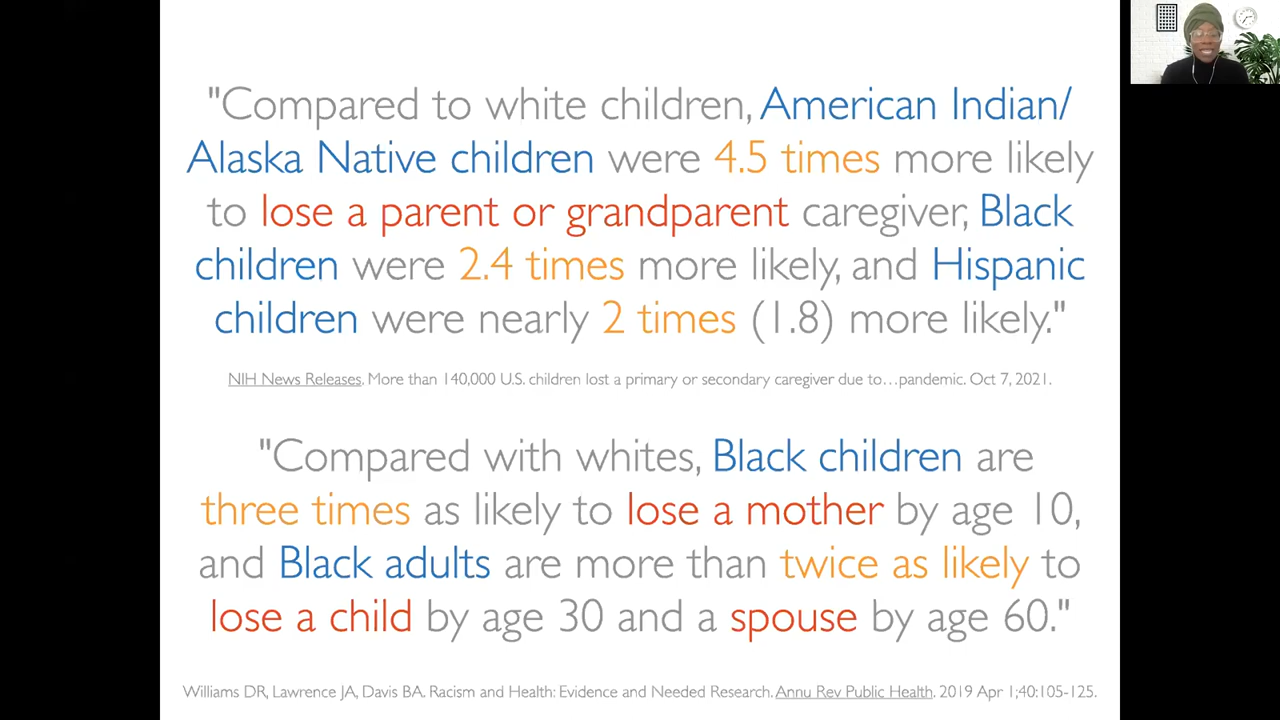 "Compared to white children, American Indian/
Alaska Native children were 4.5 times more likely
to lose a parent or grandparent caregiver, Black
children were 2.4 times more likely, and Hispanic
children were nearly 2 times (1.8) more likely."
NIH News Releases. More than 140,000 U.S. children lost a primary or secondary caregiver due to…pandemic. Oct 7, 2021.
"Compared with whites, Black children are
three times as likely to lose a mother by age 10,
and Black adults are more than twice as likely to
lose a child by age 30 and a spouse by age 60."
Williams DR, Lawrence JA, Davis BA. Racism and Health: Evidence and Needed Research. Annu Rev Public Health. 2019 Apr 1;40:105-125.